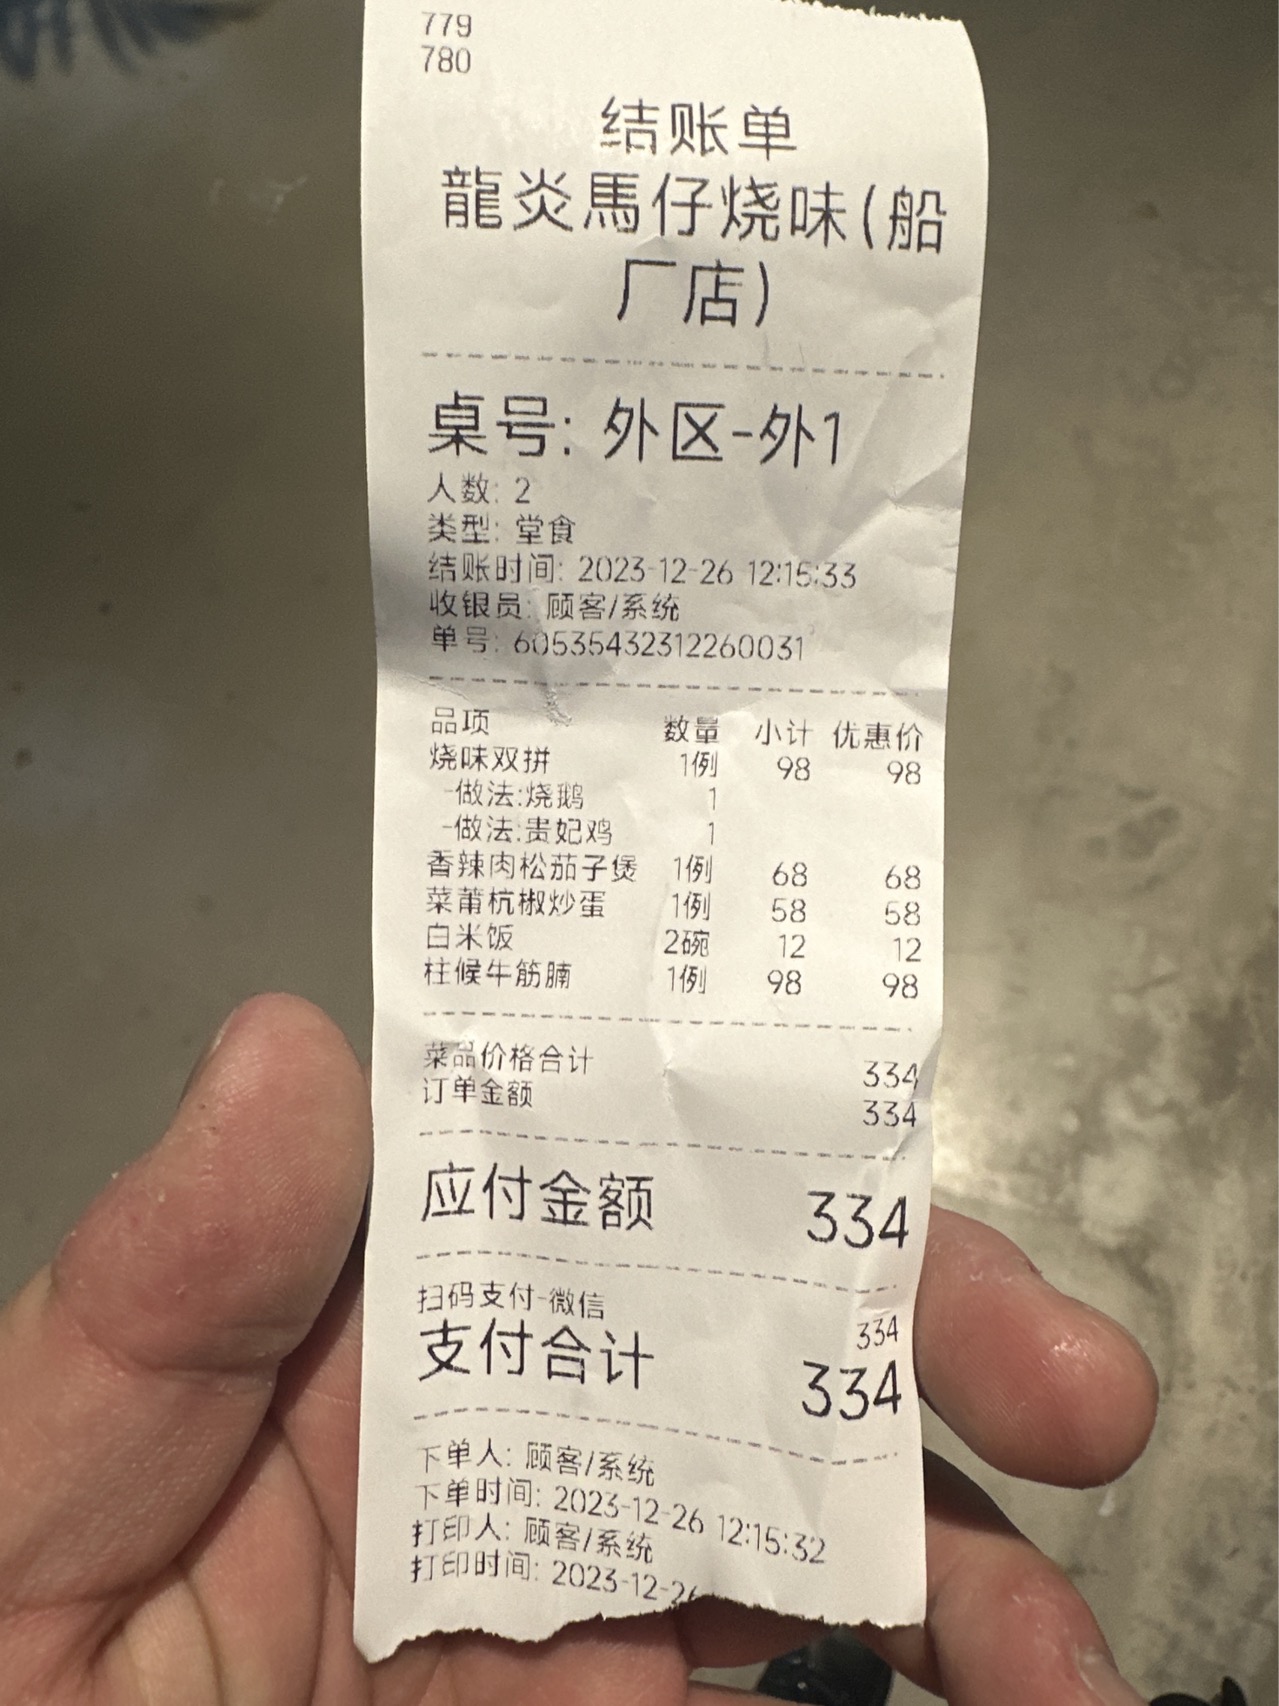 779
780
结账单
龍炎馬仔烧味(船
厂店)
桌号: 外区-外1
人数: 2
类型: 堂食
结账时间: 2023-12-26 12:15:33
收银员: 顾客/系统
单号: 60535432312260031
品项 数量 小计 优惠价
烧味双拼 1例 98 98
-做法:烧鹅 1
-做法:贵妃鸡 1
香辣肉松茄子煲 1例 68 68
菜莆杭椒炒蛋 1例 58 58
白米饭 2碗 12 12
柱候牛筋腩 1例 98 98
菜品价格合计 334
订单金额 334
应付金额 334
扫码支付-微信 334
支付合计 334
下单人: 顾客/系统
下单时间: 2023-12-26 12:15:32
打印人: 顾客/系统
打印时间: 2023-12-26